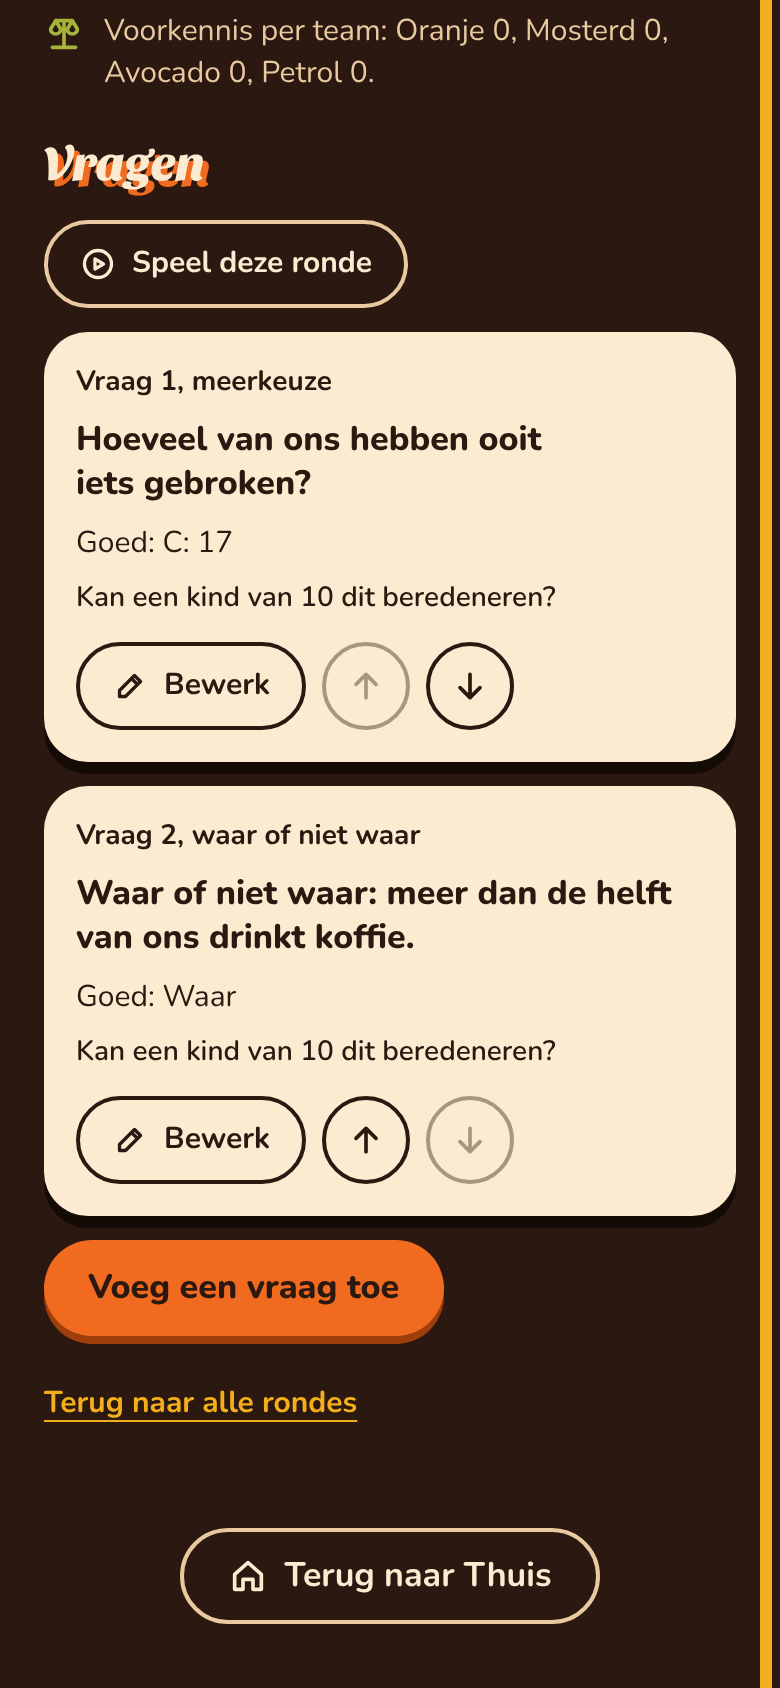 Voorkennis per team: Oranje 0, Mosterd 0,
Avocado 0, Petrol 0.
Vragen
Speel deze ronde
Vraag 1, meerkeuze
Hoeveel van ons hebben ooit
iets gebroken?
Goed: C: 17
Kan een kind van 10 dit beredeneren?
Bewerk
Vraag 2, waar of niet waar
Waar of niet waar: meer dan de helft
van ons drinkt koffie.
Goed: Waar
Kan een kind van 10 dit beredeneren?
Bewerk
Voeg een vraag toe
Terug naar alle rondes
Terug naar Thuis